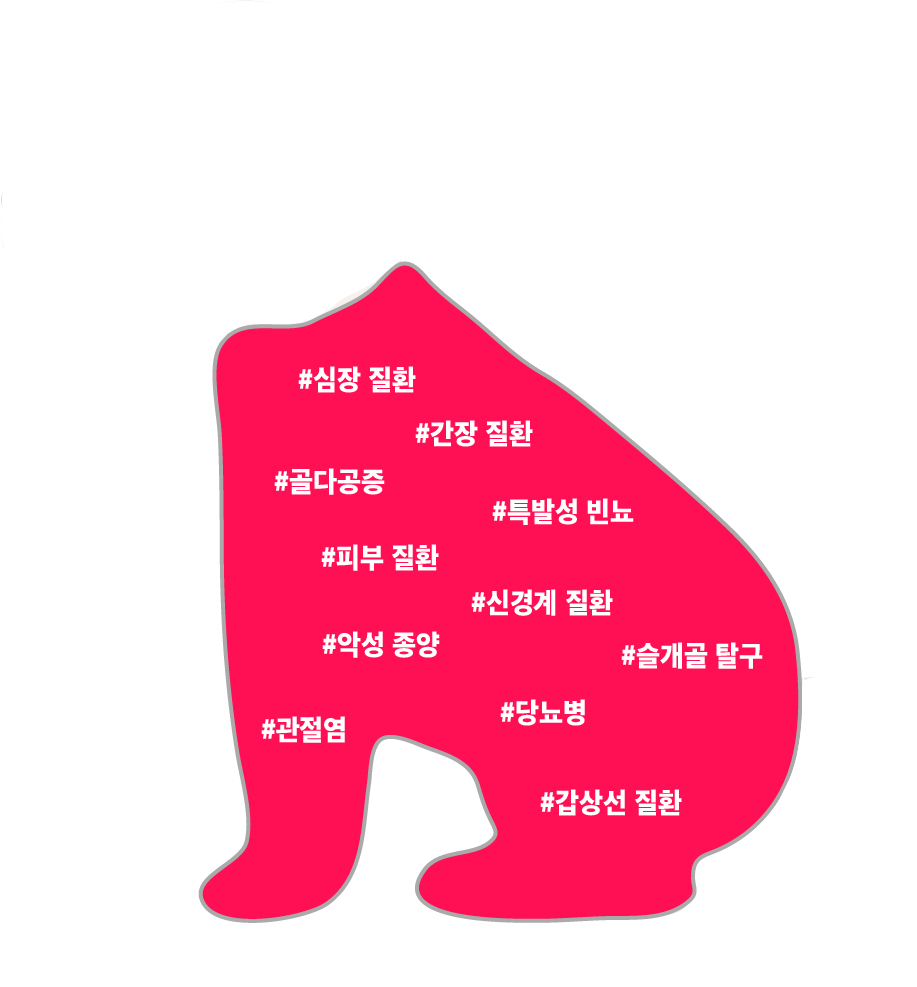 #심장 질환
#간장 질환
#골다공증
#특발성 빈뇨
#피부 질환
#신경계 질환
#악성 종양
#슬개골 탈구
#당뇨병
#관절염
#갑상선 질환